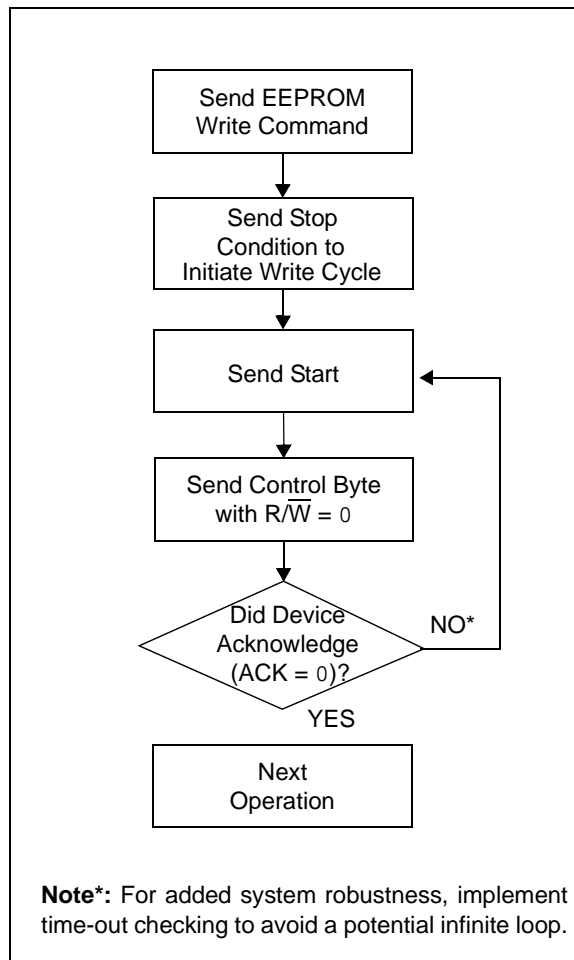 Send EEPROM
Write Command
Send Stop
Condition to
Initiate Write Cycle
Send Start
Send Control Byte
with R/W̅ = 0
Did Device
Acknowledge
(ACK = 0)?
NO*
YES
Next
Operation
Note*: For added system robustness, implement
time-out checking to avoid a potential infinite loop.